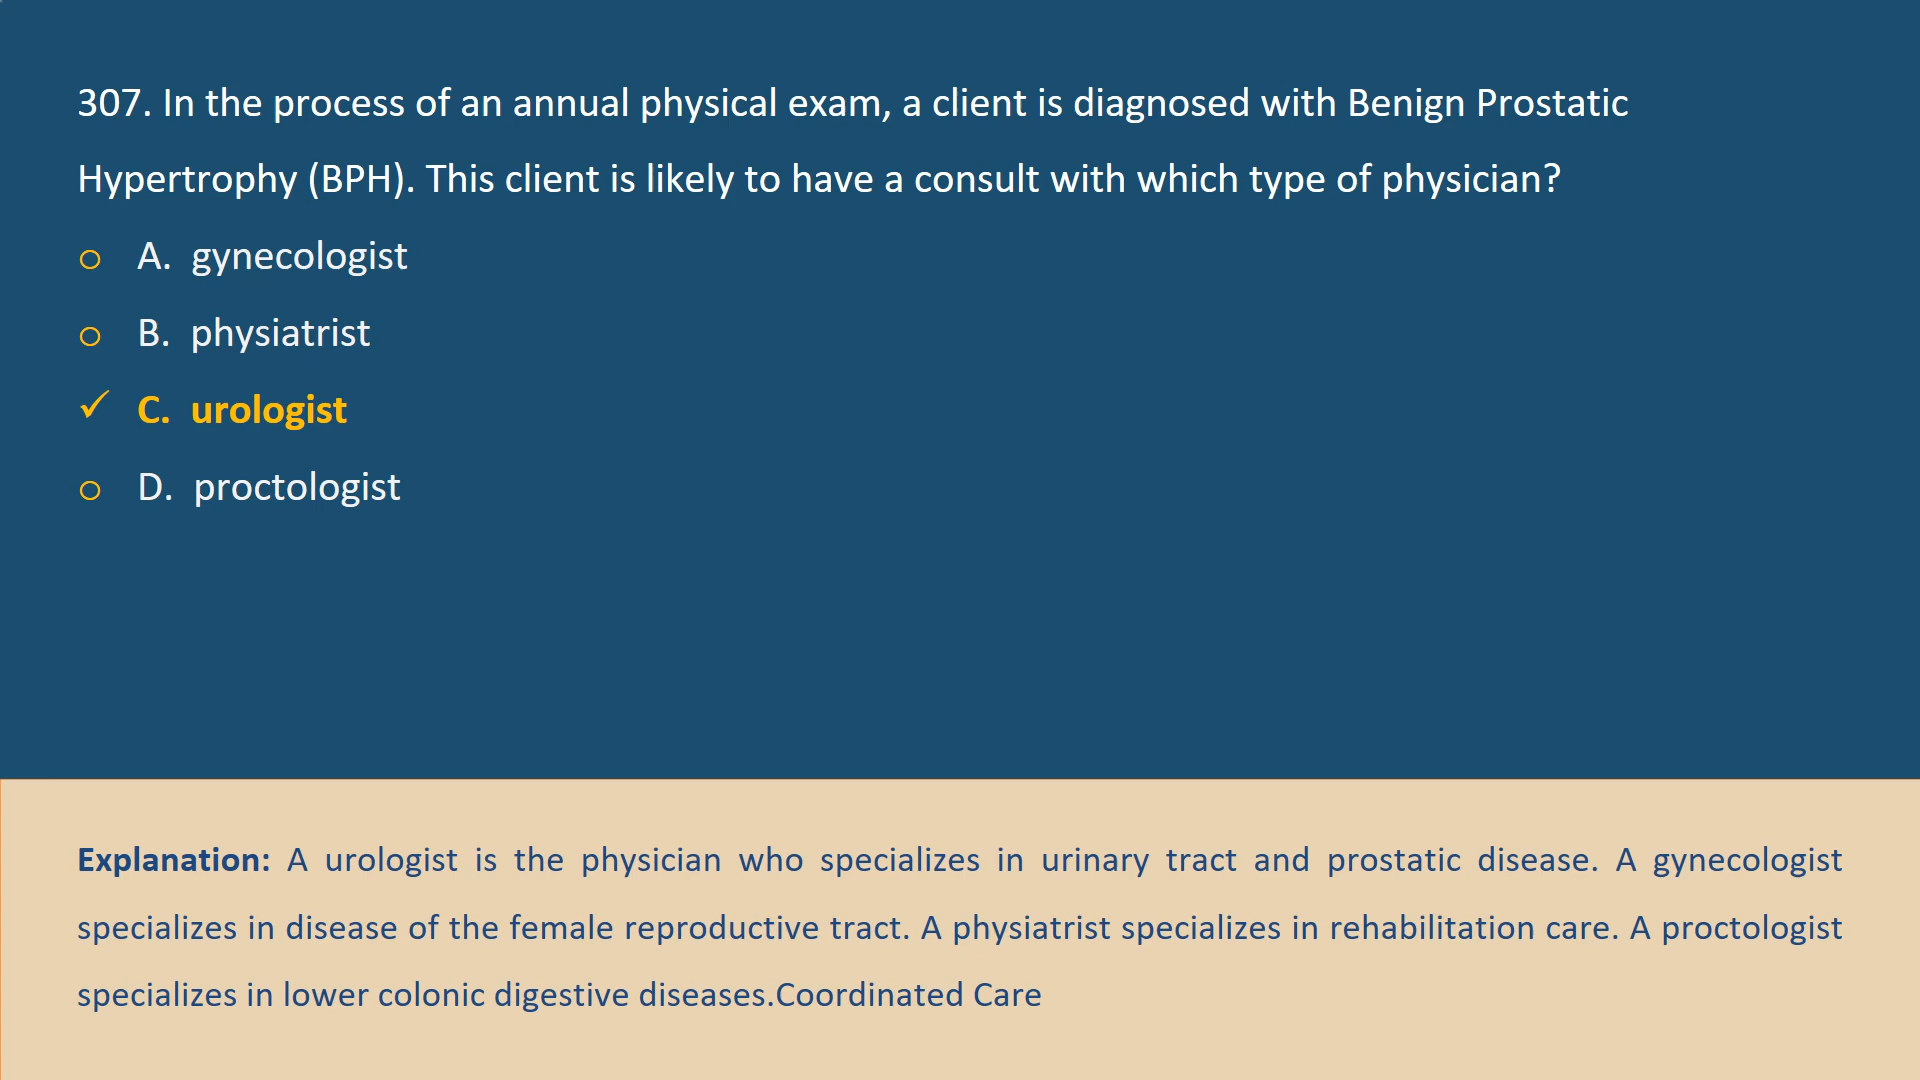 307. In the process of an annual physical exam, a client is diagnosed with Benign Prostatic
Hypertrophy (BPH). This client is likely to have a consult with which type of physician?
o A. gynecologist
o B. physiatrist
✓ C. urologist
o D. proctologist
Explanation: A urologist is the physician who specializes in urinary tract and prostatic disease. A gynecologist
specializes in disease of the female reproductive tract. A physiatrist specializes in rehabilitation care. A proctologist
specializes in lower colonic digestive diseases.Coordinated Care